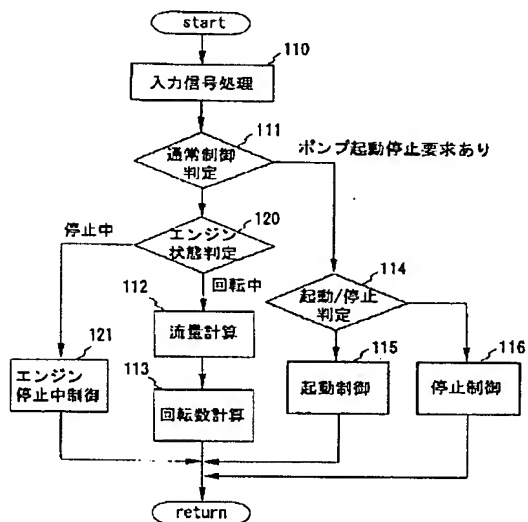 start
110
入力信号処理
111
通常制御
判定
ポンプ起動停止要求あり
120
エンジン
状態判定
停止中
回転中
114
起動/停止
判定
112
流量計算
121
エンジン
停止中制御
113
回転数計算
115
起動制御
116
停止制御
return